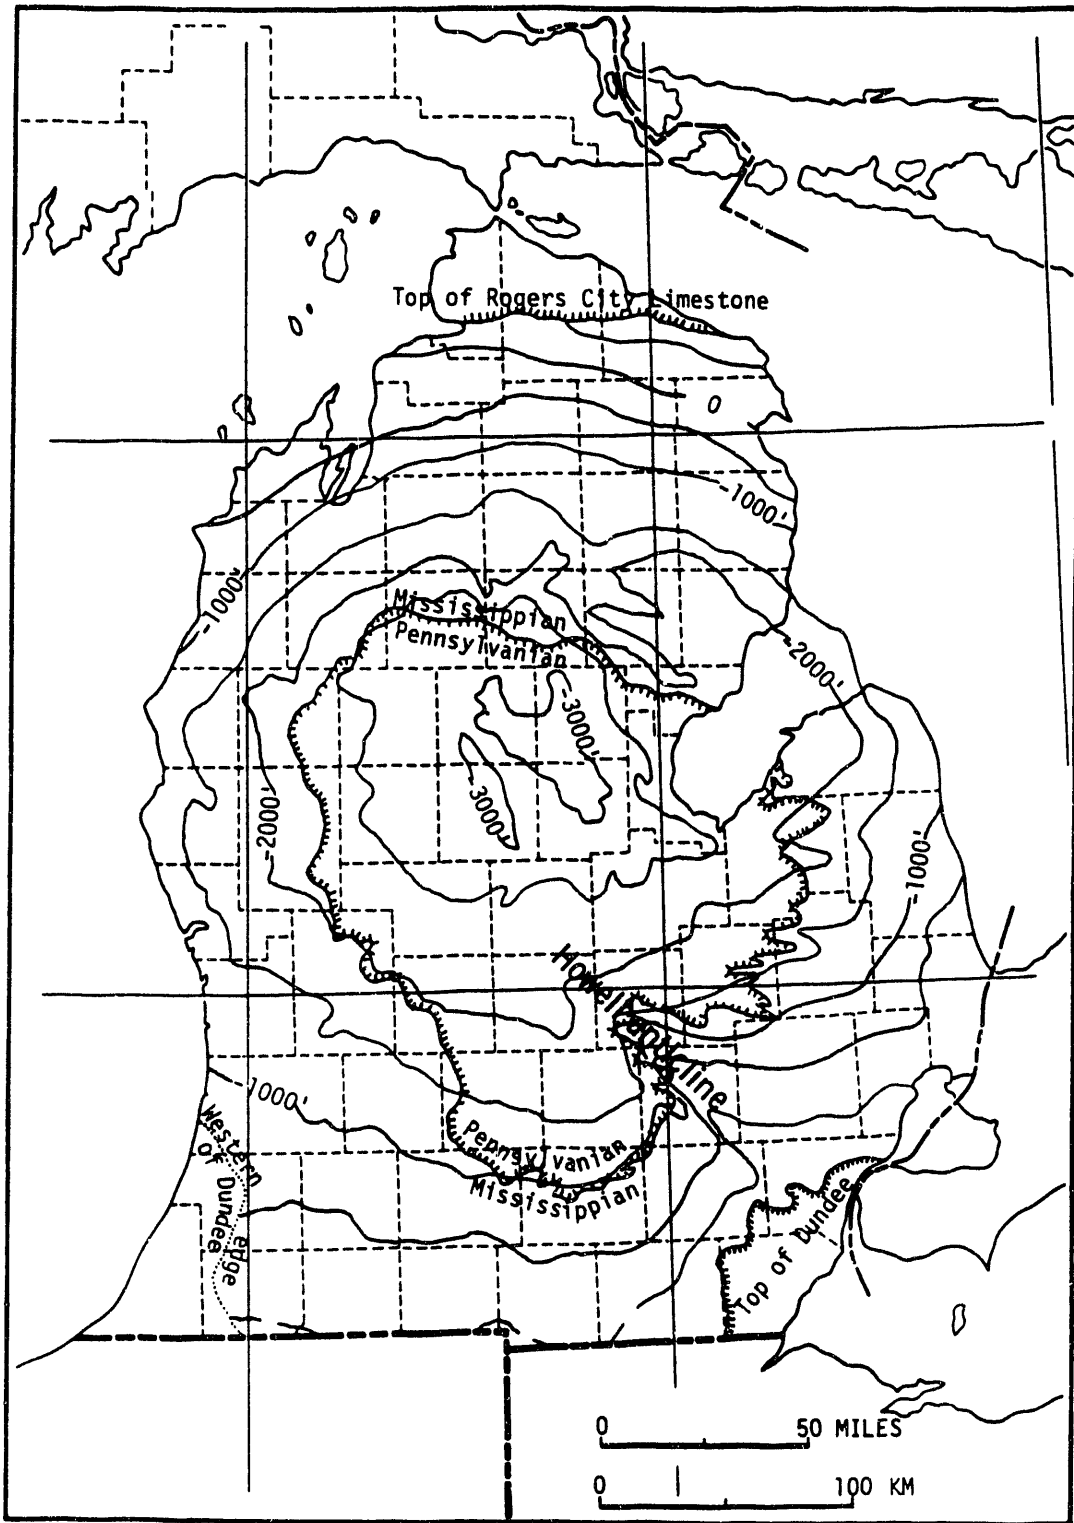 Top of Rogers City Limestone
0
-1000'
-1000'
Mississippian
Pennsylvanian
-2000'
-3000'
-3000'
-2000'
-1000'
Howell anticline
-1000'
Western edge
of Dundee
Pennsylvanian
Mississippian
Top of Dundee
0 50 MILES
0 100 KM